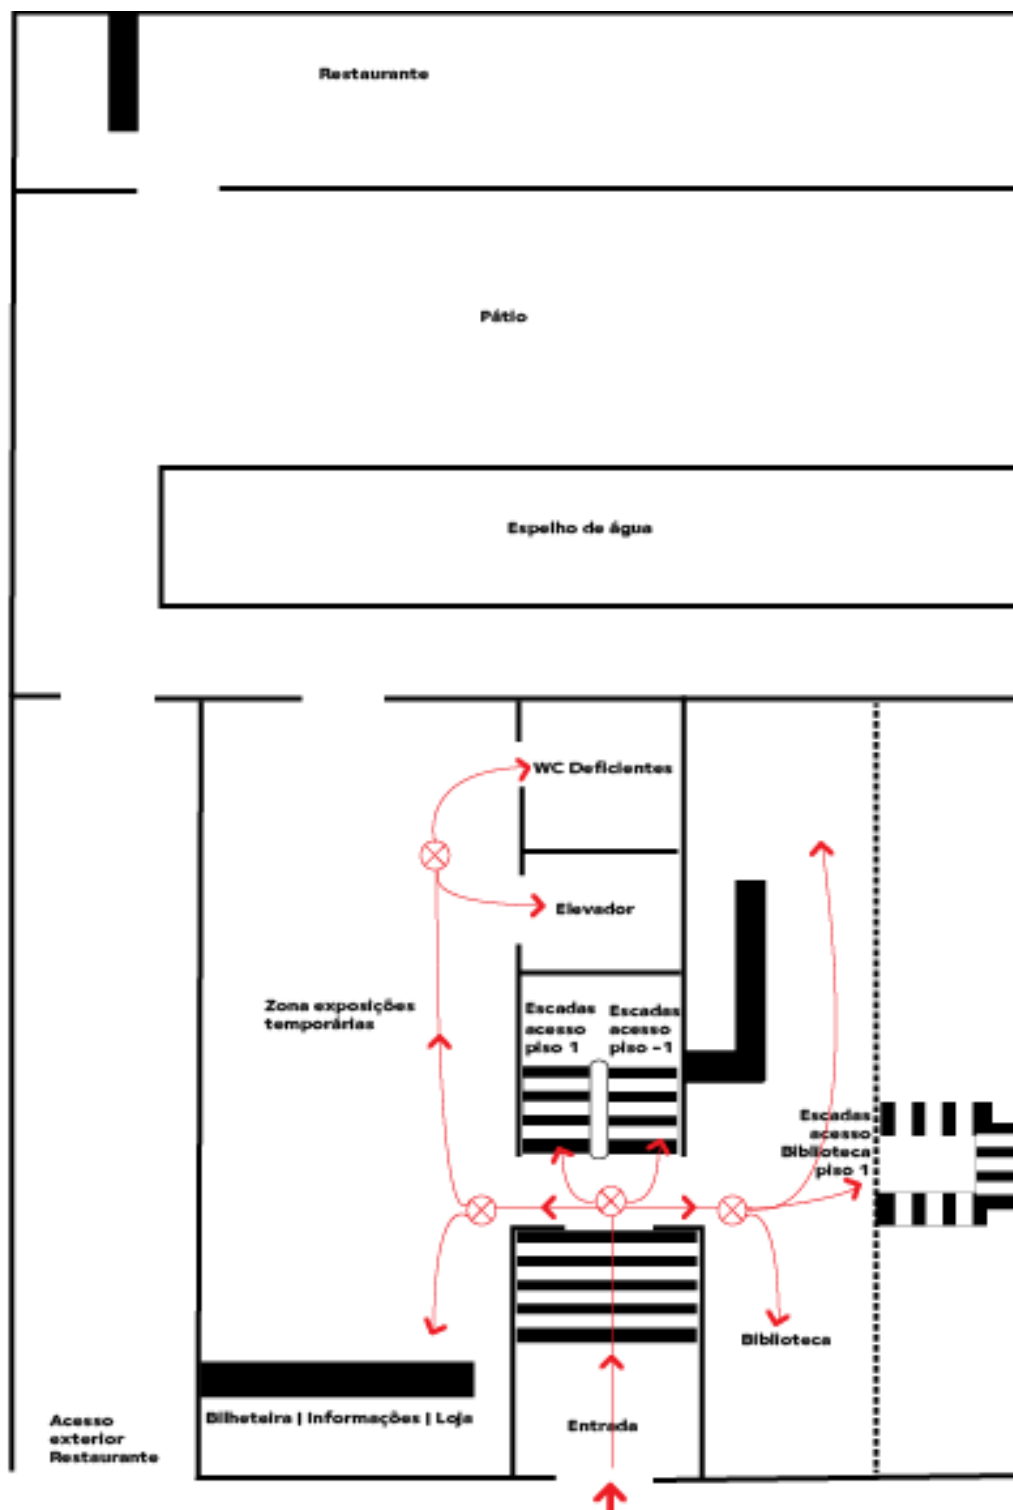 Restaurante
Pátio
Espelho de água
WC Deficientes
Elevador
Zona exposições
temporárias
Escadas
acesso
piso 1
Escadas
acesso
piso -1
Escadas
acesso
Biblioteca
piso 1
Biblioteca
Bilheteira | Informações | Loja
Entrada
Acesso
exterior
Restaurante